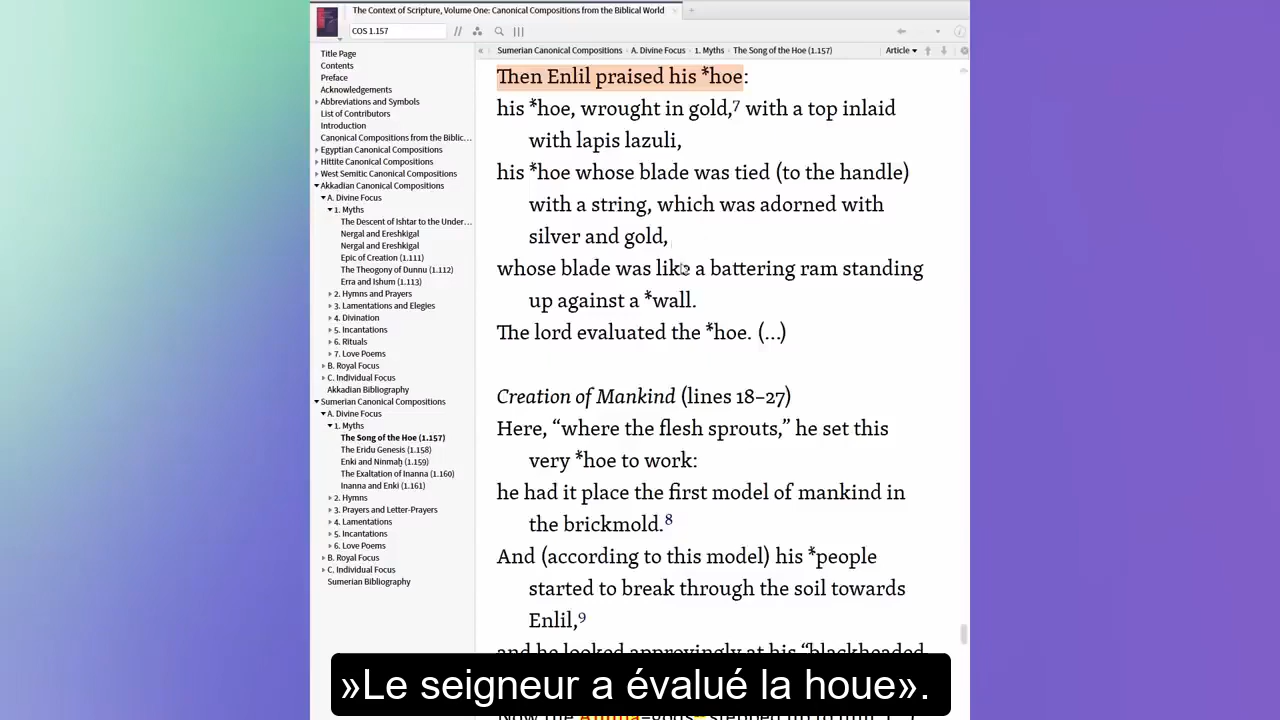 The Context of Scripture, Volume One: Canonical Compositions from the Biblical World
COS 1.157
Title Page
Contents
Preface
Acknowledgements
Abbreviations and Symbols
List of Contributors
Introduction
Canonical Compositions from the Biblic...
Egyptian Canonical Compositions
Hittite Canonical Compositions
West Semitic Canonical Compositions
Akkadian Canonical Compositions
A. Divine Focus
1. Myths
The Descent of Ishtar to the Under...
Nergal and Ereshkigal
Nergal and Ereshkigal
Epic of Creation (1.111)
The Theogony of Dunnu (1.112)
Erra and Ishum (1.113)
2. Hymns and Prayers
3. Lamentations and Elegies
4. Divination
5. Incantations
6. Rituals
7. Love Poems
B. Royal Focus
C. Individual Focus
Akkadian Bibliography
Sumerian Canonical Compositions
A. Divine Focus
1. Myths
The Song of the Hoe (1.157)
The Eridu Genesis (1.158)
Enki and Ninmaḫ (1.159)
The Exaltation of Inanna (1.160)
Inanna and Enki (1.161)
2. Hymns
3. Prayers and Letter-Prayers
4. Lamentations
5. Incantations
6. Love Poems
B. Royal Focus
C. Individual Focus
Sumerian Bibliography
Sumerian Canonical Compositions › A. Divine Focus › 1. Myths › The Song of the Hoe (1.157)
Article
Then Enlil praised his *hoe:
his *hoe, wrought in gold,7 with a top inlaid
with lapis lazuli,
his *hoe whose blade was tied (to the handle)
with a string, which was adorned with
silver and gold,
whose blade was like a battering ram standing
up against a *wall.
The lord evaluated the *hoe. (…)
Creation of Mankind (lines 18–27)
Here, “where the flesh sprouts,” he set this
very *hoe to work:
he had it place the first model of mankind in
the brickmold.8
And (according to this model) his *people
started to break through the soil towards
Enlil,9
and he looked approvingly at his “blackheaded
»Le seigneur a évalué la houe».